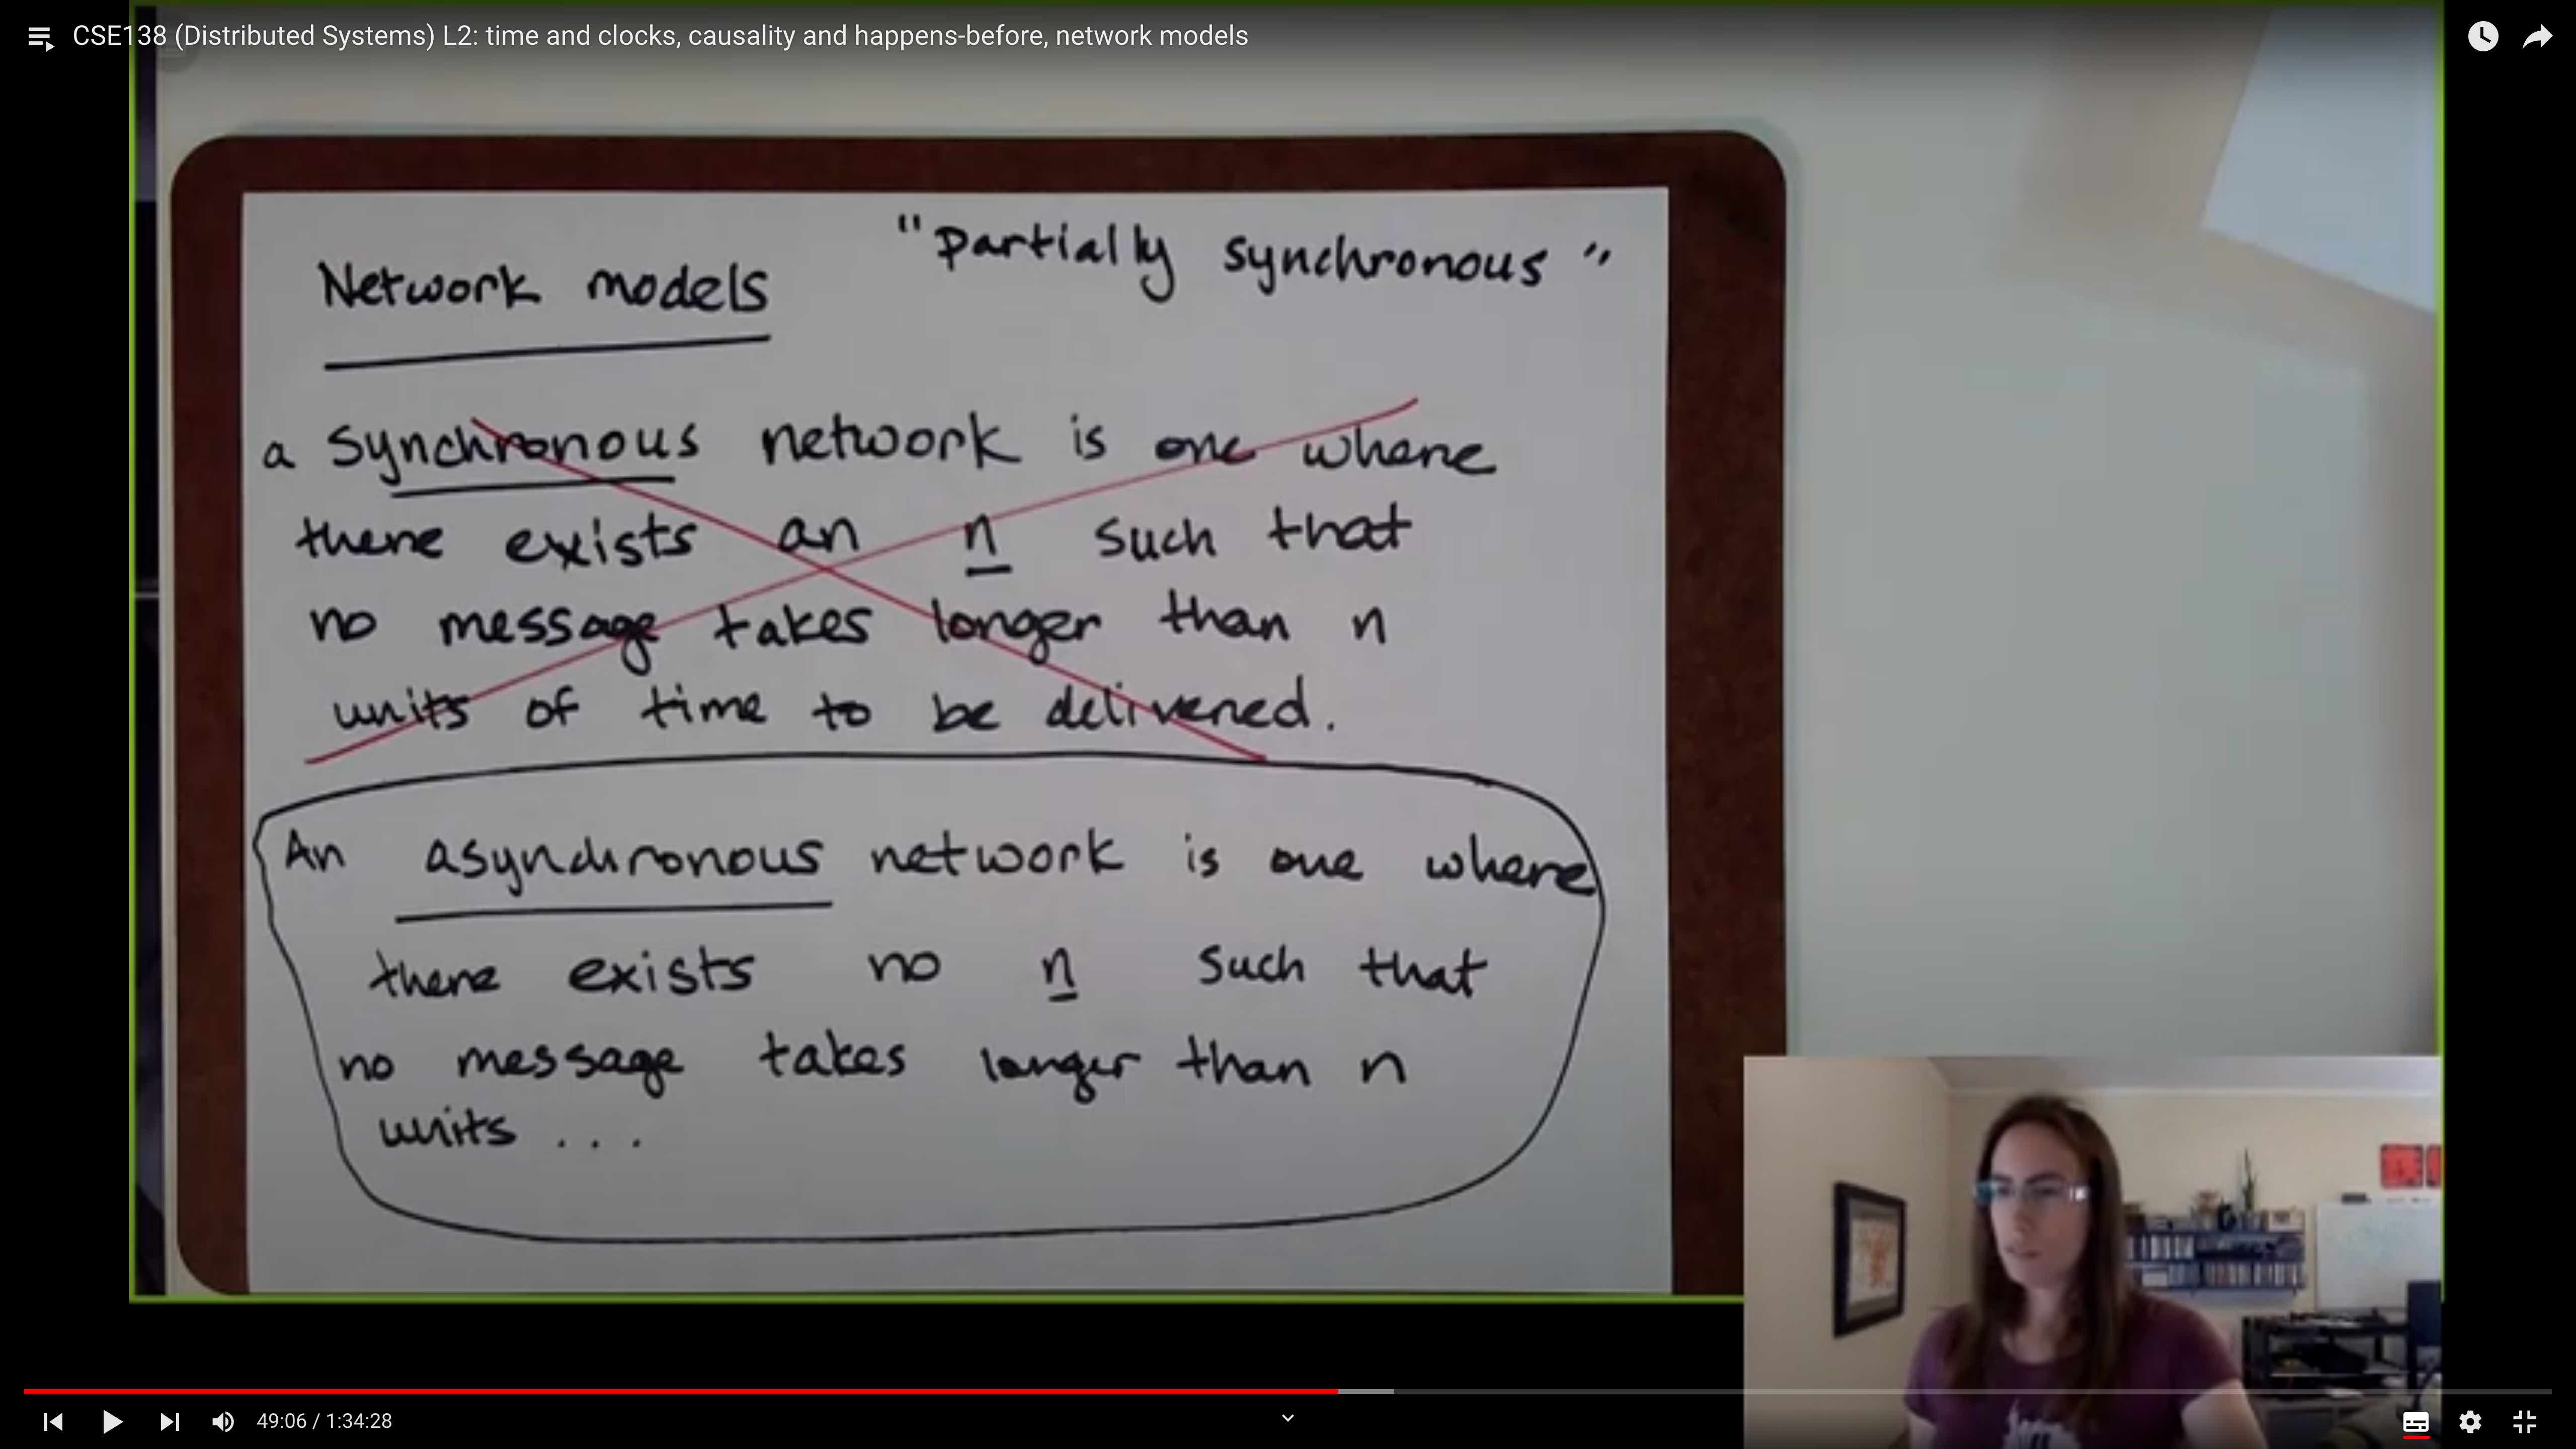 CSE138 (Distributed Systems) L2: time and clocks, causality and happens-before, network models
"partially synchronous"
Network models
a synchronous network is one where
there exists an n such that
no message takes longer than n
units of time to be delivered.
An asynchronous network is one where
there exists no n such that
no message takes longer than n
units ...
49:06 / 1:34:28